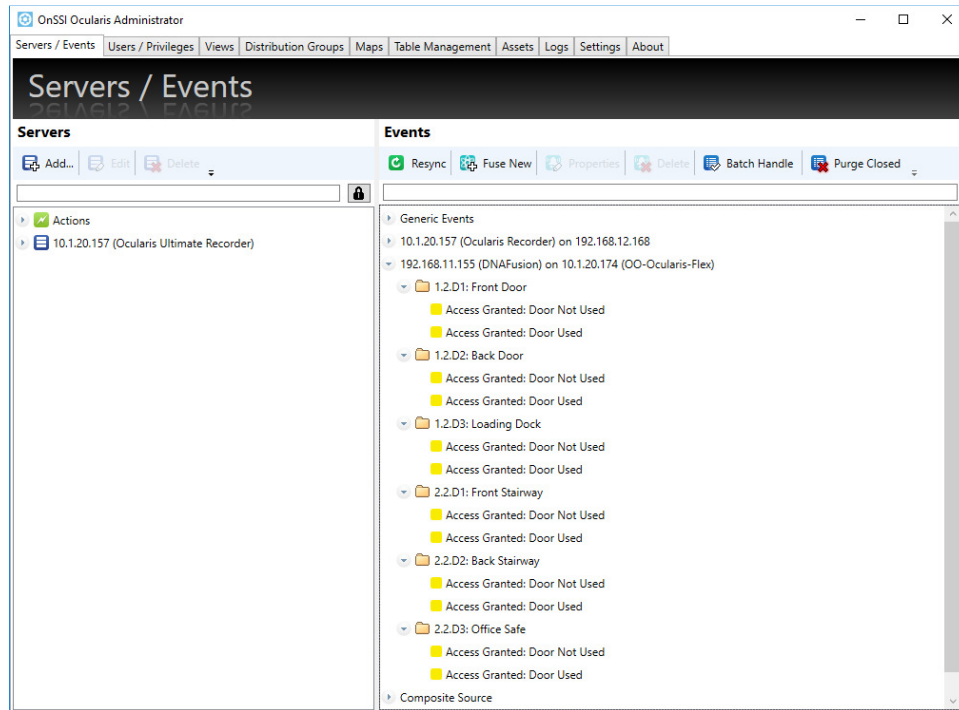 OnSSI Ocularis Administrator
Servers / Events Users / Privileges Views Distribution Groups Maps Table Management Assets Logs Settings About
Servers / Events
Servers
Add... Edit Delete
Actions
10.1.20.157 (Ocularis Ultimate Recorder)
Events
Resync Fuse New Properties Delete Batch Handle Purge Closed
Generic Events
10.1.20.157 (Ocularis Recorder) on 192.168.12.168
192.168.11.155 (DNAFusion) on 10.1.20.174 (OO-Ocularis-Flex)
1.2.D1: Front Door
Access Granted: Door Not Used
Access Granted: Door Used
1.2.D2: Back Door
Access Granted: Door Not Used
Access Granted: Door Used
1.2.D3: Loading Dock
Access Granted: Door Not Used
Access Granted: Door Used
2.2.D1: Front Stairway
Access Granted: Door Not Used
Access Granted: Door Used
2.2.D2: Back Stairway
Access Granted: Door Not Used
Access Granted: Door Used
2.2.D3: Office Safe
Access Granted: Door Not Used
Access Granted: Door Used
Composite Source